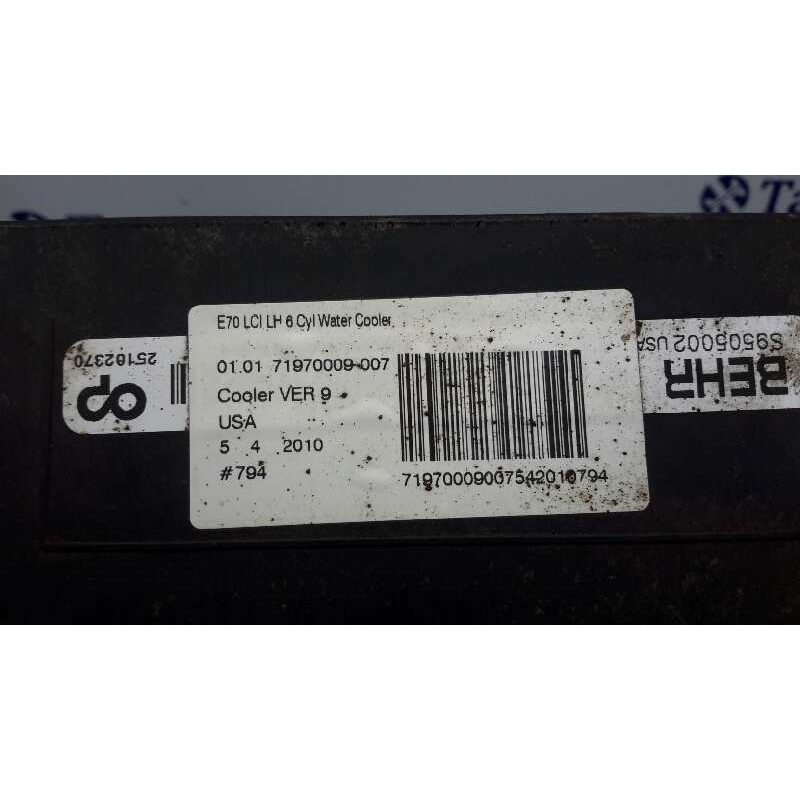 E70 LCI LH 6 Cyl Water Cooler
01.01 71970009-007
Cooler VER 9
USA
5 4 2010
#794
71970009007542010794
25182370
S9505002 USA
BEHR